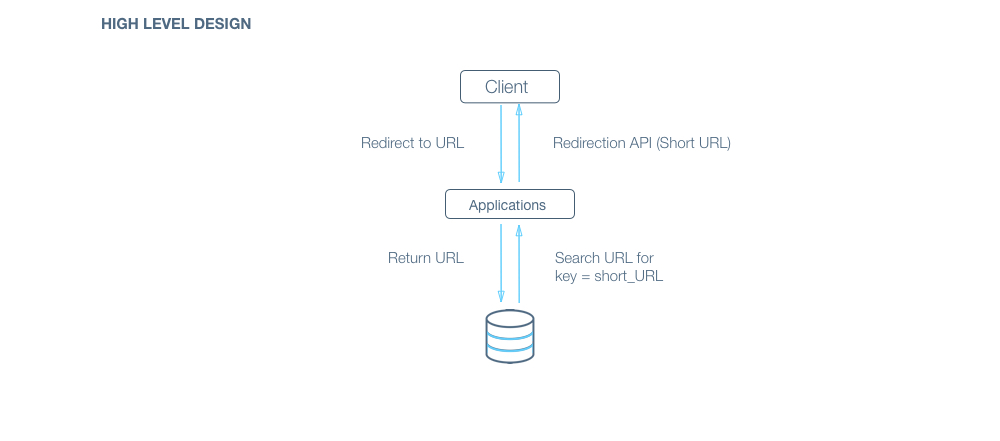 HIGH LEVEL DESIGN
Client
Redirect to URL
Redirection API (Short URL)
Applications
Return URL
Search URL for
key = short_URL